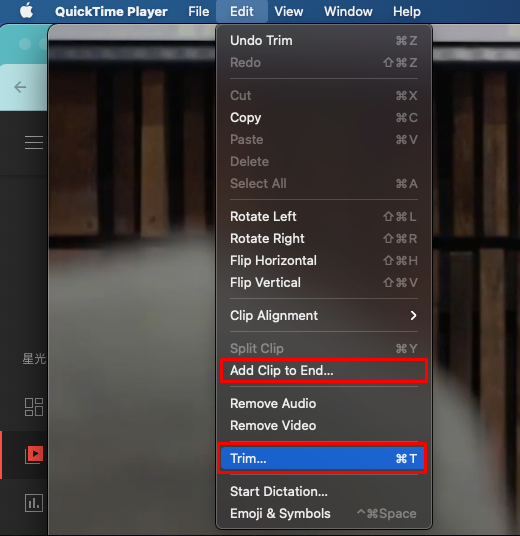 QuickTime Player File Edit View Window Help
Undo Trim ⌘Z
Redo ⇧⌘Z
Cut ⌘X
Copy ⌘C
Paste ⌘V
Delete
Select All ⌘A
Rotate Left ⇧⌘L
Rotate Right ⇧⌘R
Flip Horizontal ⇧⌘H
Flip Vertical ⇧⌘V
Clip Alignment
Split Clip ⌘Y
星光
Add Clip to End...
Remove Audio
Remove Video
Trim... ⌘T
Start Dictation...
Emoji & Symbols ^⌘Space